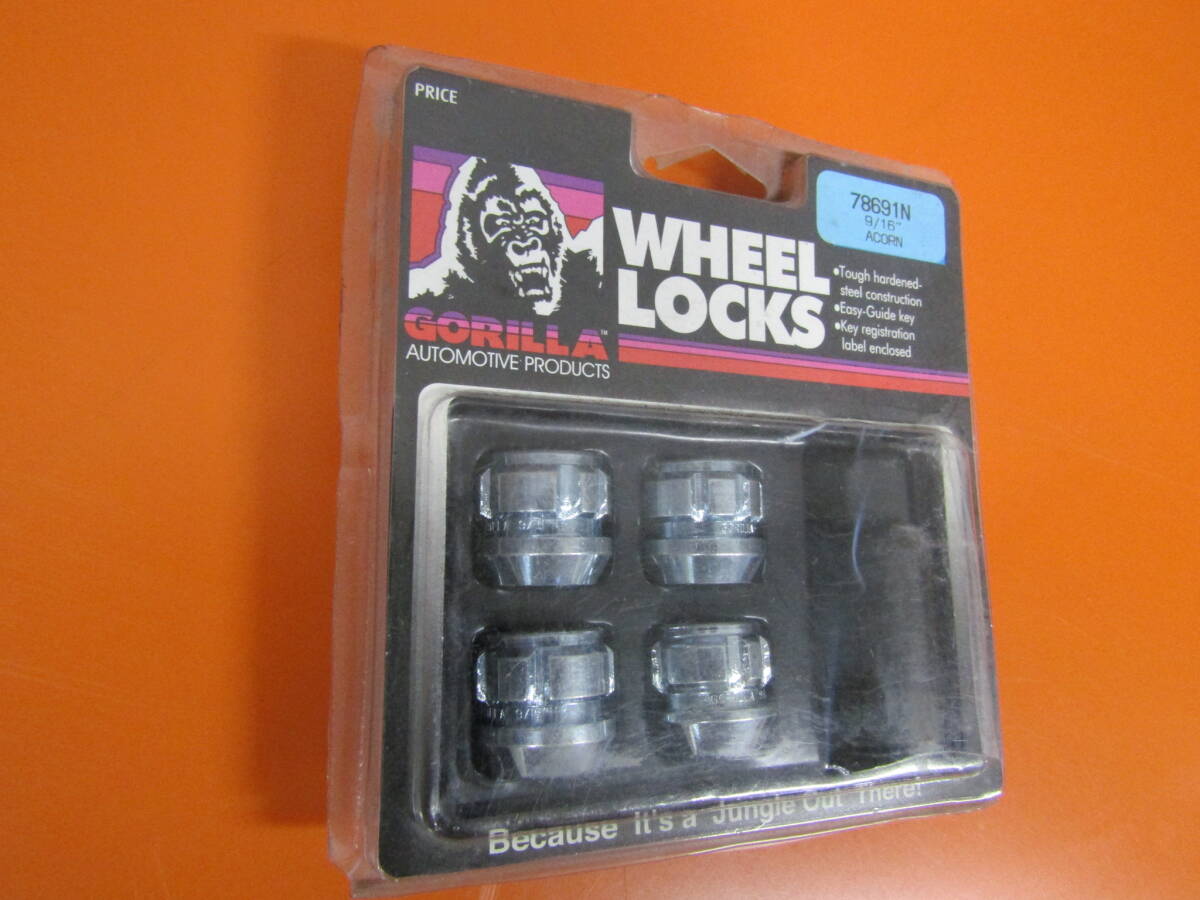 PRICE
78691N
9/16"
ACORN
WHEEL
LOCKS
•Tough hardened-
steel construction
•Easy-Guide key
•Key registration
label enclosed
GORILLA™
AUTOMOTIVE PRODUCTS
Because it's a Jungle Out There!